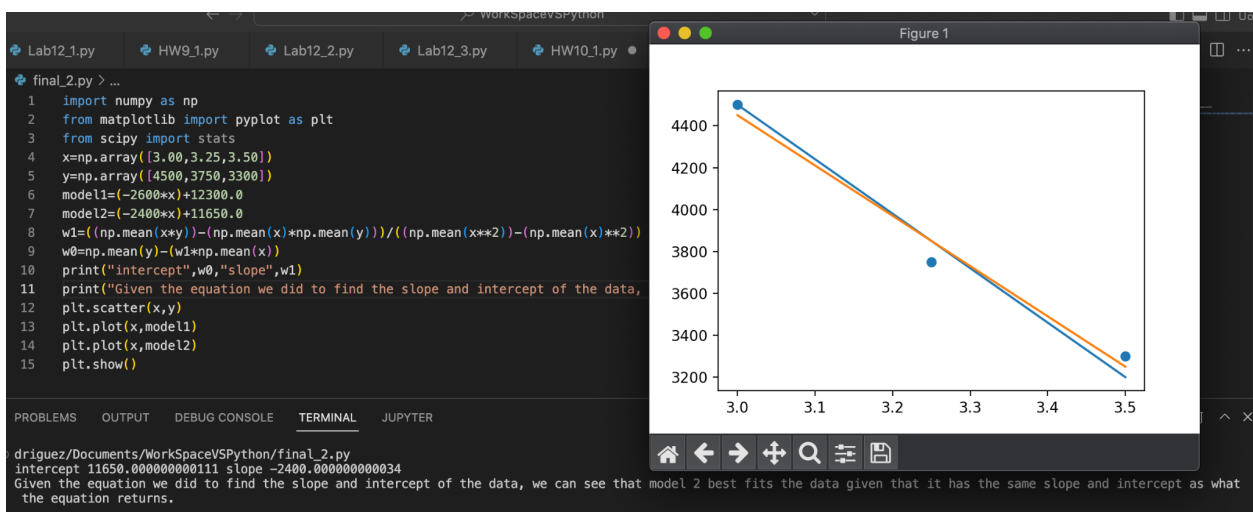 WorkSpaceVSPython
Lab12_1.py HW9_1.py Lab12_2.py Lab12_3.py HW10_1.py
final_2.py > ...
1 import numpy as np
2 from matplotlib import pyplot as plt
3 from scipy import stats
4 x=np.array([3.00,3.25,3.50])
5 y=np.array([4500,3750,3300])
6 model1=(-2600*x)+12300.0
7 model2=(-2400*x)+11650.0
8 w1=((np.mean(x*y))-(np.mean(x)*np.mean(y)))/((np.mean(x**2))-(np.mean(x)**2))
9 w0=np.mean(y)-(w1*np.mean(x))
10 print("intercept",w0,"slope",w1)
11 print("Given the equation we did to find the slope and intercept of the data,
12 plt.scatter(x,y)
13 plt.plot(x,model1)
14 plt.plot(x,model2)
15 plt.show()
Figure 1
4400
4200
4000
3800
3600
3400
3200
3.0 3.1 3.2 3.3 3.4 3.5
PROBLEMS OUTPUT DEBUG CONSOLE TERMINAL JUPYTER
driguez/Documents/WorkSpaceVSPython/final_2.py
intercept 11650.000000000111 slope -2400.000000000034
Given the equation we did to find the slope and intercept of the data, we can see that model 2 best fits the data given that it has the same slope and intercept as what
the equation returns.